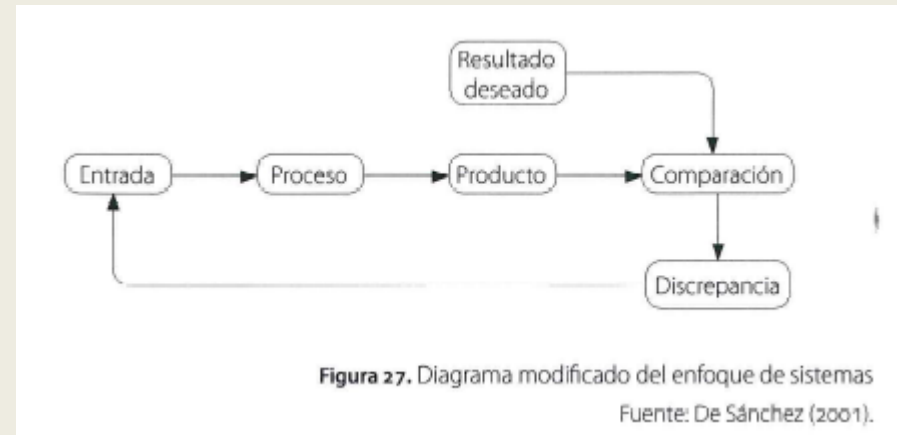 Resultado
deseado
Entrada
Proceso
Producto
Comparación
Discrepancia
Figura 27. Diagrama modificado del enfoque de sistemas
Fuente: De Sánchez (2001).